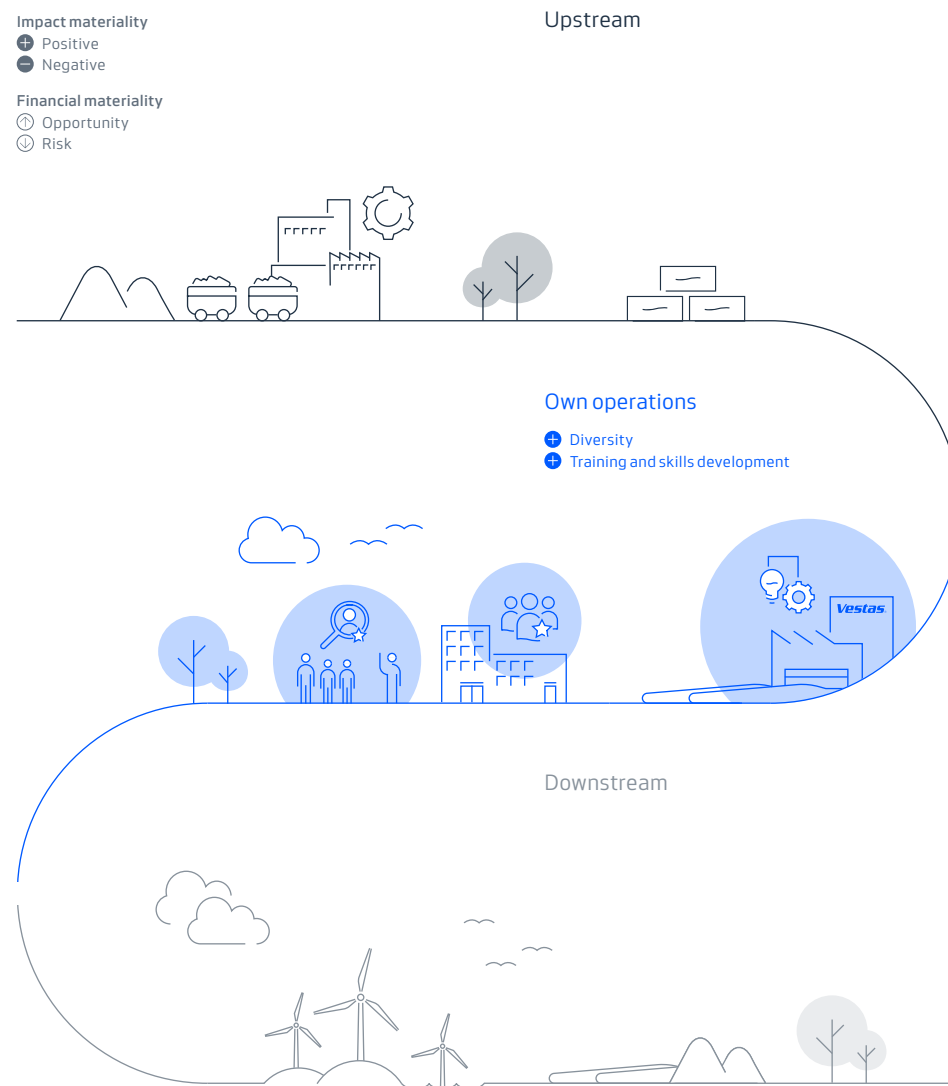 Impact materiality
Positive
Negative
Financial materiality
Opportunity
Risk
Upstream
Own operations
Diversity
Training and skills development
Vestas
Downstream